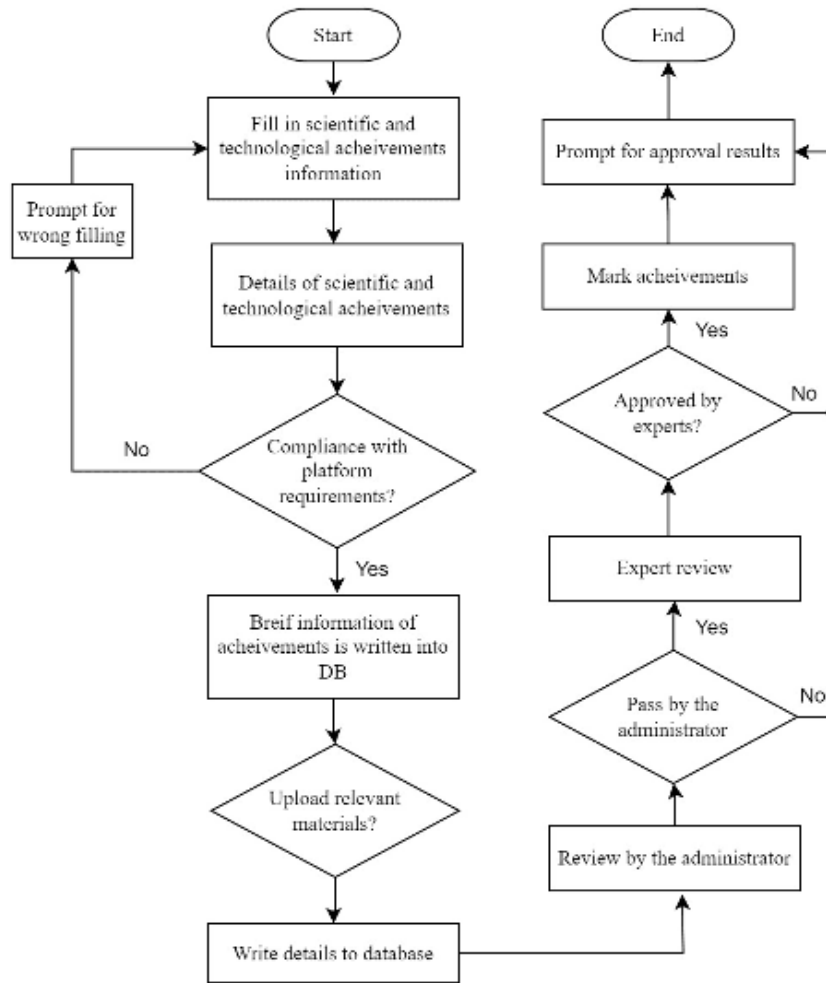 Start
Fill in scientific and
technological acheivements
information
Prompt for
wrong filling
Details of scientific and
technological acheivements
No
Compliance with
platform
requirements?
Yes
Breif information of
acheivements is written into
DB
Upload relevant
materials?
Write details to database
End
Prompt for approval results
Mark acheivements
Yes
Approved by
experts?
No
Expert review
Yes
Pass by the
administrator
No
Review by the administrator